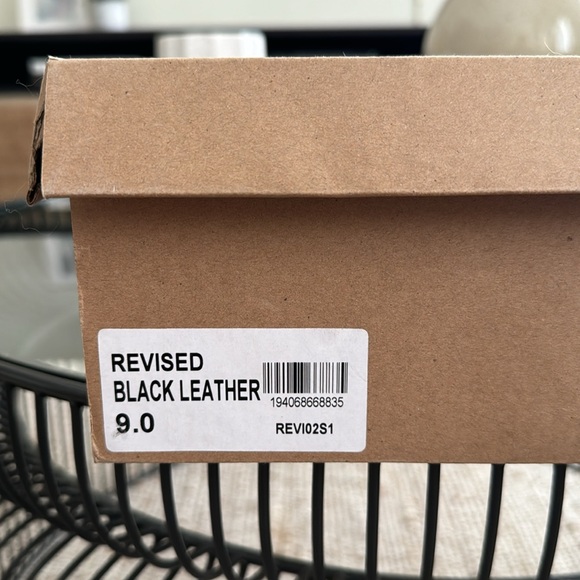 REVISED
BLACK LEATHER
194068668835
9.0
REVI02S1